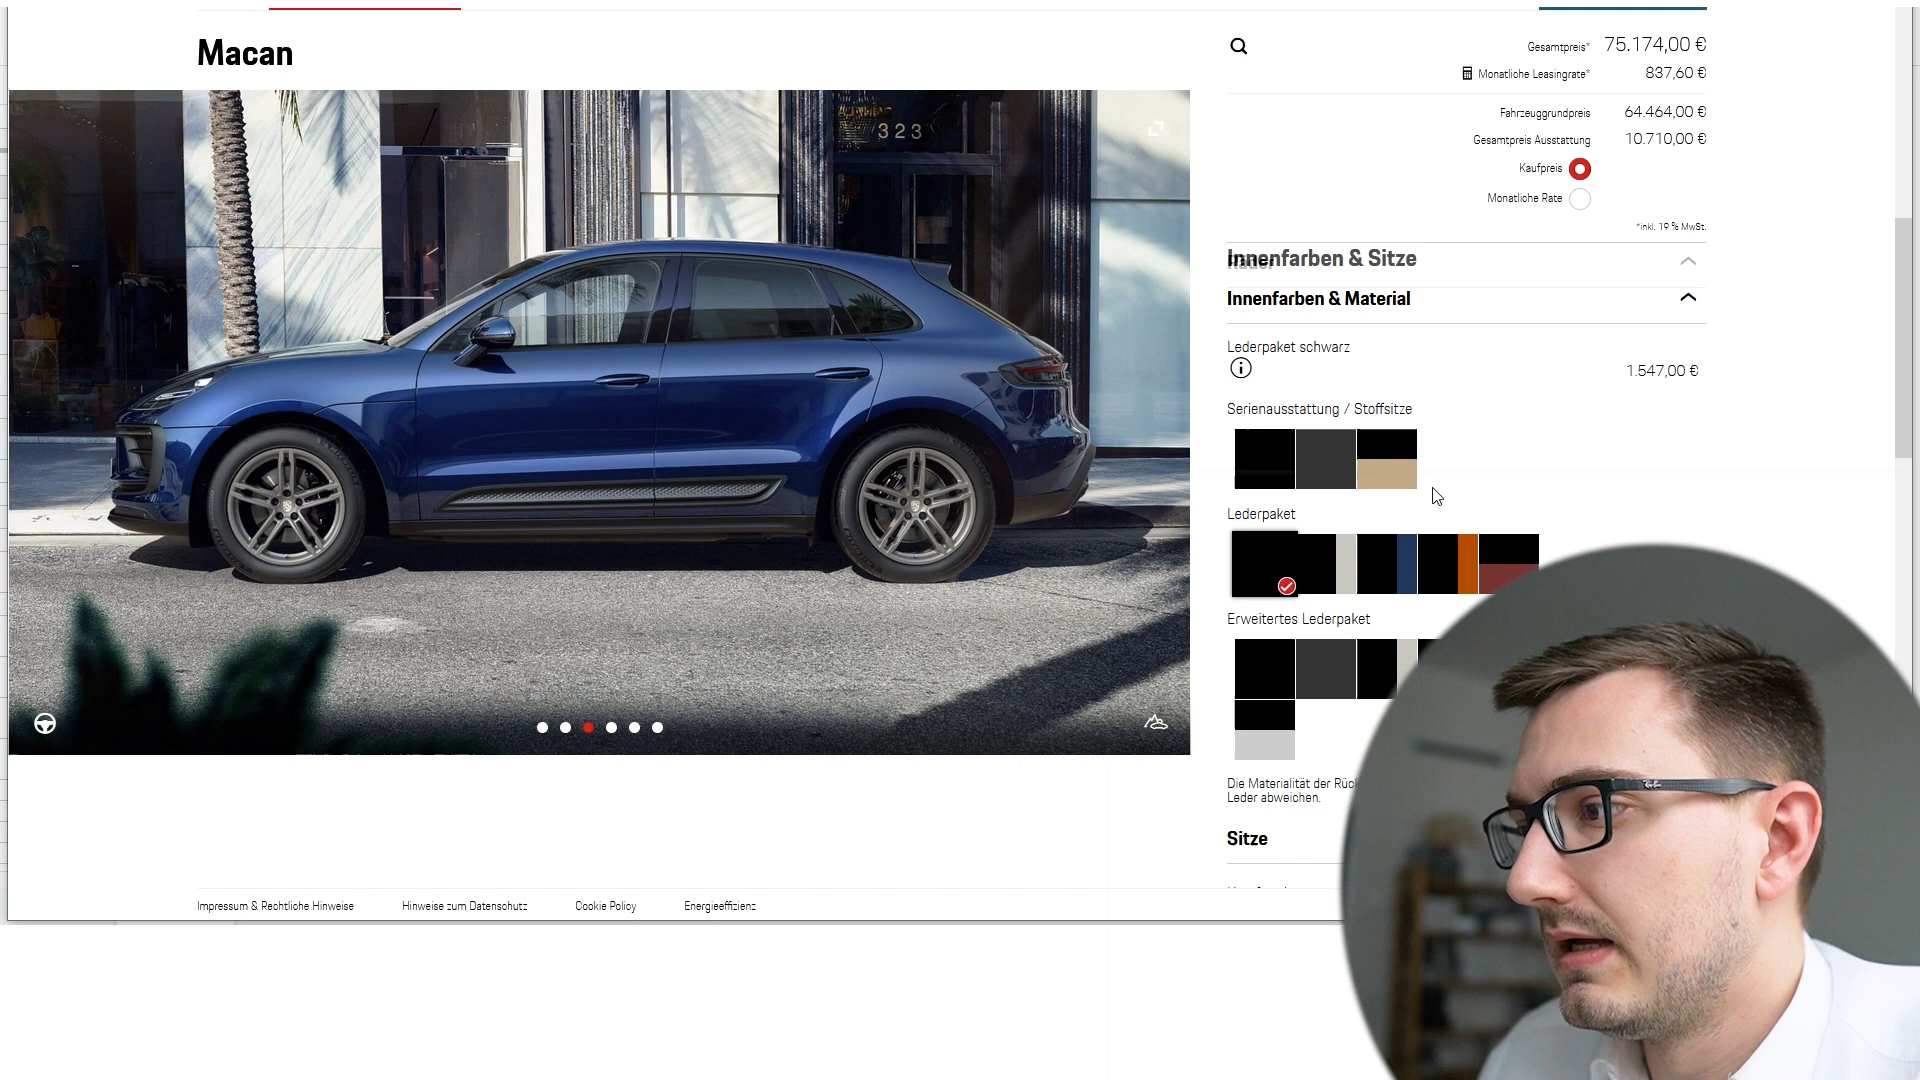 Macan
Gesamtpreis* 75.174,00 €
Monatliche Leasingrate* 837,60 €
Fahrzeuggrundpreis 64.464,00 €
Gesamtpreis Ausstattung 10.710,00 €
Kaufpreis
Monatliche Rate
*inkl. 19 % MwSt.
323
Innenfarben & Sitze
Innenfarben & Material
Lederpaket schwarz
1.547,00 €
Serienausstattung / Stoffsitze
Lederpaket
Erweitertes Lederpaket
Die Materialität der
Leder abweichen.
Sitze
Impressum & Rechtliche Hinweise Hinweise zum Datenschutz Cookie Policy Energieeffizienz
Ray-Ban